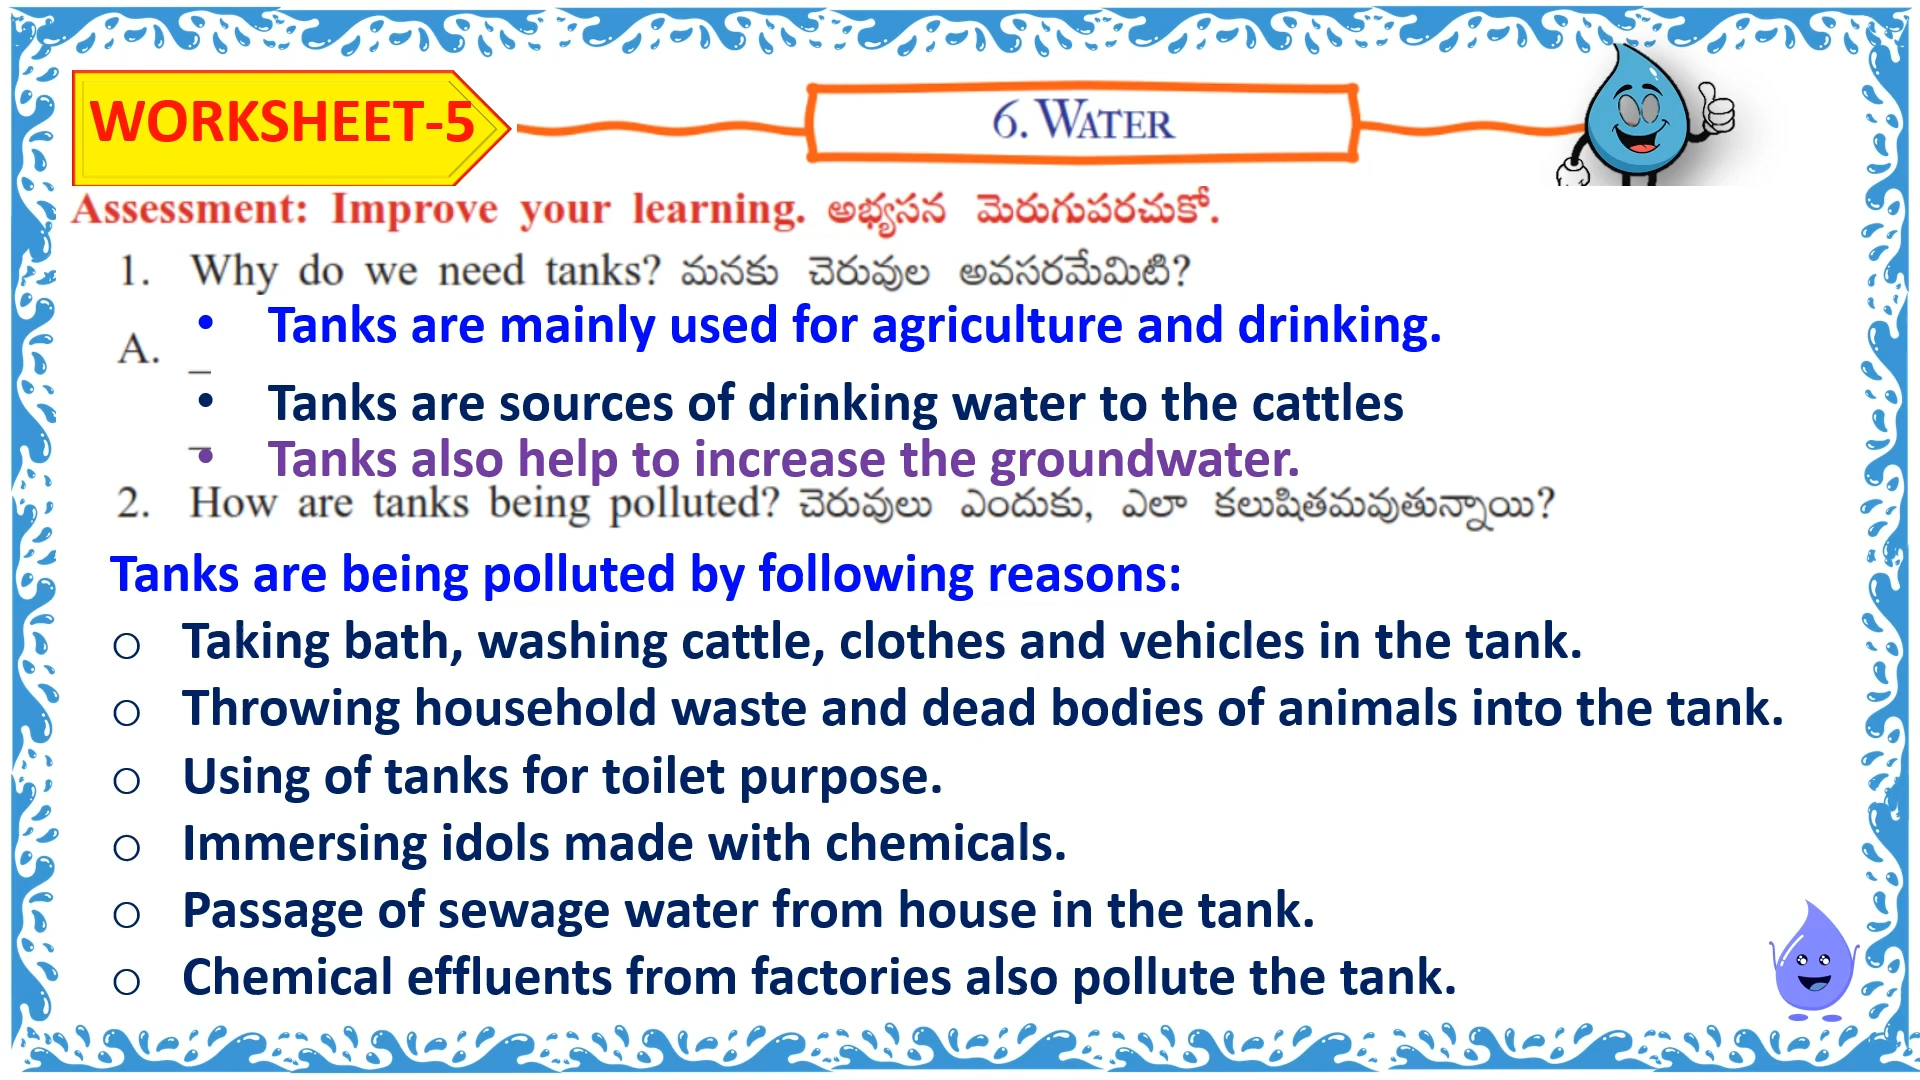 WORKSHEET-5
6. WATER
Assessment: Improve your learning. అభ్యసన మెరుగుపరచుకో.
1. Why do we need tanks? మనకు చెరువుల అవసరమేమిటి?
A.
• Tanks are mainly used for agriculture and drinking.
• Tanks are sources of drinking water to the cattles
• Tanks also help to increase the groundwater.
2. How are tanks being polluted? చెరువులు ఎందుకు, ఎలా కలుషితమవుతున్నాయి?
Tanks are being polluted by following reasons:
o Taking bath, washing cattle, clothes and vehicles in the tank.
o Throwing household waste and dead bodies of animals into the tank.
o Using of tanks for toilet purpose.
o Immersing idols made with chemicals.
o Passage of sewage water from house in the tank.
o Chemical effluents from factories also pollute the tank.